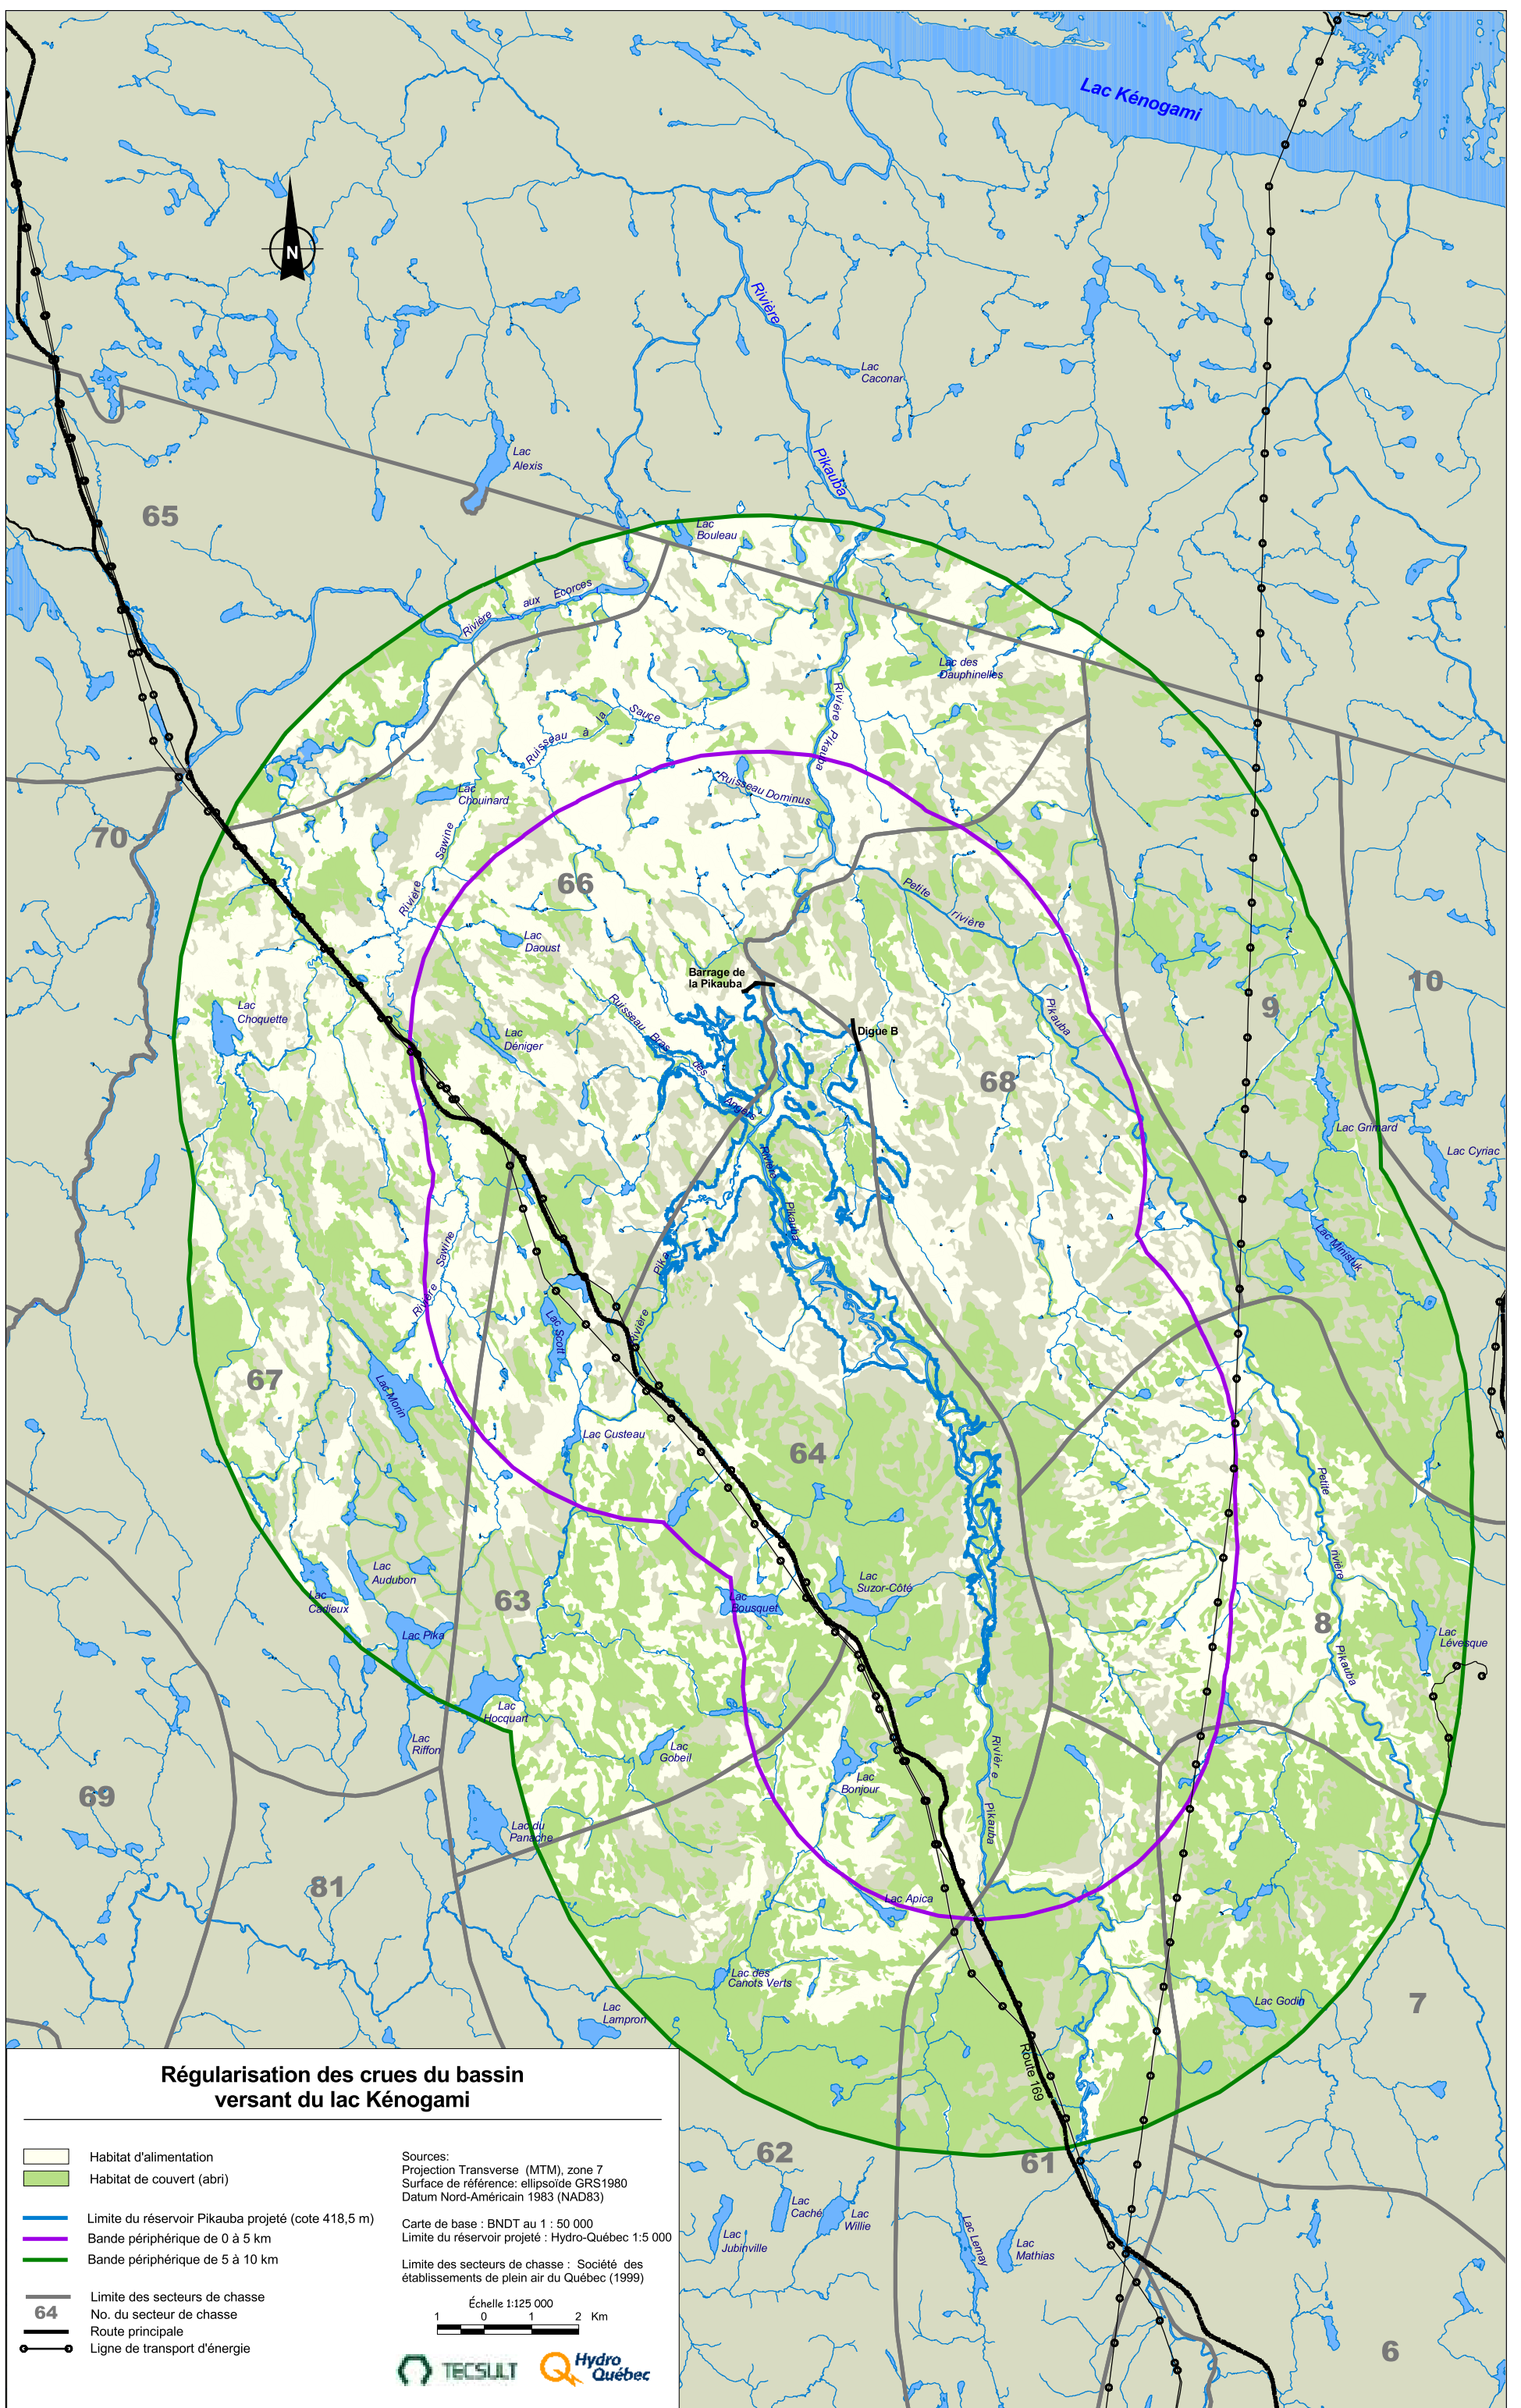 Lac Kénogami
N
Rivière
Pikauba
Lac
Caconar
Lac
Alexis
65
Lac
Bouleau
Rivière aux Écorces
Lac des
Dauphinelles
Ruisseau à la Sauce
Rivière Pikauba
Ruisseau Dominus
Lac
Chouinard
70
Rivière Sawine
66
Petite rivière
Pikauba
Lac
Daoust
Barrage de
la Pikauba
9
10
Lac
Choquette
Ruisseau Bras des Angers
Lac
Déniger
Digue B
68
Lac Grimard
Lac Cyriac
Rivière
Pikauba
Lac Ministuk
Rivière Sawine
Rivière Pika
Lac Scott
67
Lac Morin
Lac Custeau
64
Petite
rivière
Pikauba
Lac
Audubon
Lac
Cadieux
Lac
Suzor-Côté
Lac
Bousquet
63
8
Lac Pika
Lac
Lévesque
Lac
Hocquart
Lac
Riffon
Lac
Gobeil
Rivière
Pikauba
Lac
Bonjour
69
Lac du
Panache
81
Lac Apica
Lac des
Canots Verts
Lac Godin
7
Lac
Lampron
Route 169
62
61
Lac
Caché
Lac
Willie
Lac
Jubinville
Lac Lemay
Lac
Mathias
6
Régularisation des crues du bassin
versant du lac Kénogami
Habitat d'alimentation
Habitat de couvert (abri)
Limite du réservoir Pikauba projeté (cote 418,5 m)
Bande périphérique de 0 à 5 km
Bande périphérique de 5 à 10 km
Limite des secteurs de chasse
64 No. du secteur de chasse
Route principale
Ligne de transport d'énergie
Sources:
Projection Transverse (MTM), zone 7
Surface de référence: ellipsoïde GRS1980
Datum Nord-Américain 1983 (NAD83)
Carte de base : BNDT au 1 : 50 000
Limite du réservoir projeté : Hydro-Québec 1:5 000
Limite des secteurs de chasse : Société des
établissements de plein air du Québec (1999)
Échelle 1:125 000
1 0 1 2 Km
TECSULT
Hydro
Québec